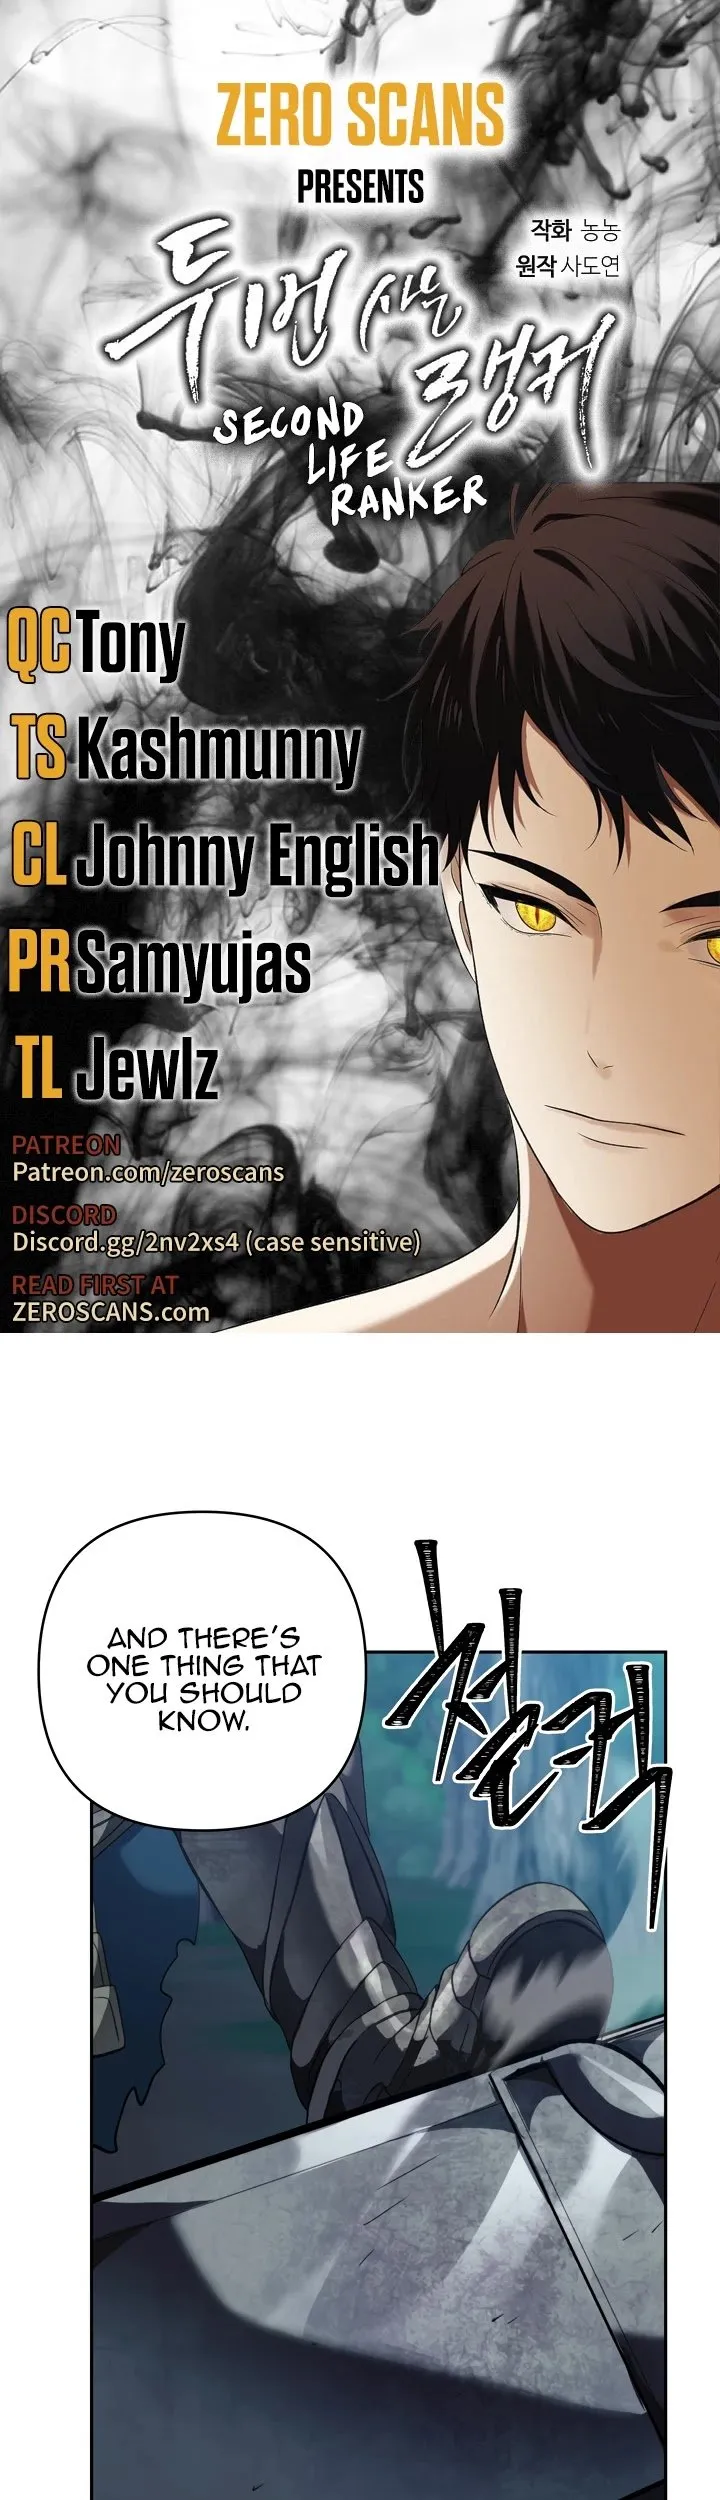 ZERO SCANS
PRESENTS
작화 농농
원작 사도연
두 번 사는
랭커
SECOND
LIFE
RANKER
QC Tony
TS Kashmunny
CL Johnny English
PR Samyujas
TL Jewlz
PATREON
Patreon.com/zeroscans
DISCORD
Discord.gg/2nv2xs4 (case sensitive)
READ FIRST AT
ZEROSCANS.com
AND THERE'S
ONE THING THAT
YOU SHOULD
KNOW.